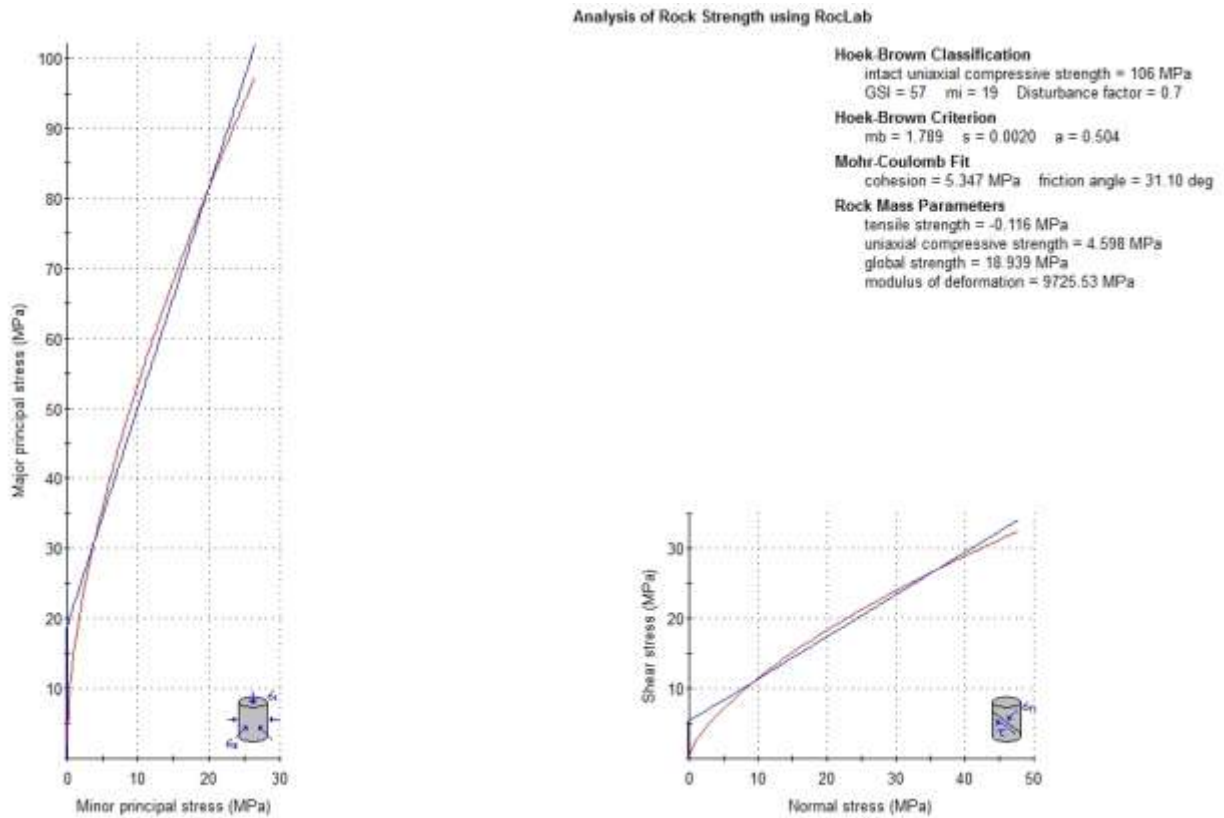 Analysis of Rock Strength using RocLab
Hoek-Brown Classification
intact uniaxial compressive strength = 106 MPa
GSI = 57 mi = 19 Disturbance factor = 0.7
Hoek-Brown Criterion
mb = 1.789 s = 0.0020 a = 0.504
Mohr-Coulomb Fit
cohesion = 5.347 MPa friction angle = 31.10 deg
Rock Mass Parameters
tensile strength = -0.116 MPa
uniaxial compressive strength = 4.598 MPa
global strength = 18.939 MPa
modulus of deformation = 9725.53 MPa
Major principal stress (MPa)
100
90
80
70
60
50
40
30
20
10
0 10 20 30
Minor principal stress (MPa)
Shear stress (MPa)
30
20
10
0 10 20 30 40 50
Normal stress (MPa)